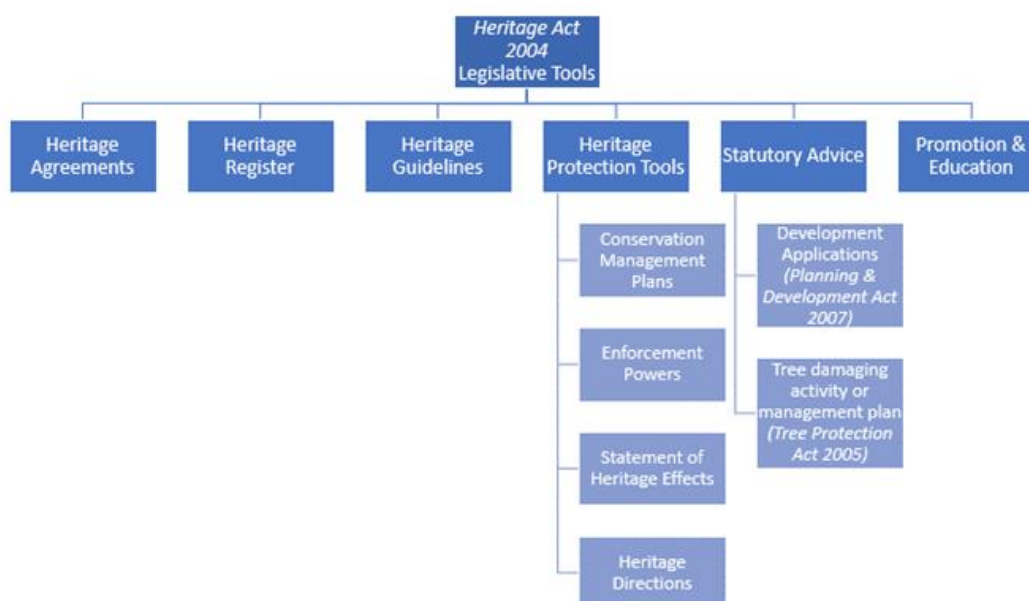 Heritage Act
2004
Legislative Tools
Heritage
Agreements
Heritage
Register
Heritage
Guidelines
Heritage
Protection Tools
Statutory Advice
Promotion &
Education
Conservation
Management
Plans
Enforcement
Powers
Statement of
Heritage Effects
Heritage
Directions
Development
Applications
(Planning &
Development Act
2007)
Tree damaging
activity or
management plan
(Tree Protection
Act 2005)